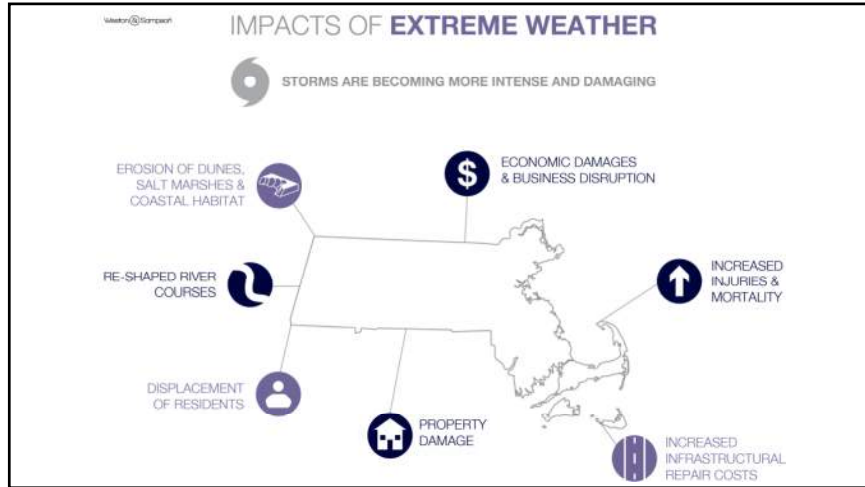 Weston & Sampson
IMPACTS OF EXTREME WEATHER
STORMS ARE BECOMING MORE INTENSE AND DAMAGING
EROSION OF DUNES,
SALT MARSHES &
COASTAL HABITAT
$
ECONOMIC DAMAGES
& BUSINESS DISRUPTION
RE-SHAPED RIVER
COURSES
INCREASED
INJURIES &
MORTALITY
DISPLACEMENT
OF RESIDENTS
PROPERTY
DAMAGE
INCREASED
INFRASTRUCTURAL
REPAIR COSTS